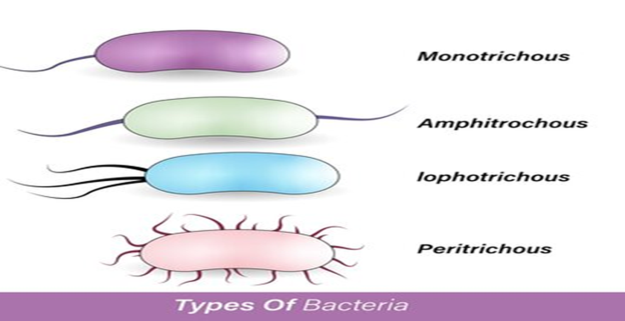 Monotrichous
Amphitrochous
lophotrichous
Peritrichous
Types Of Bacteria